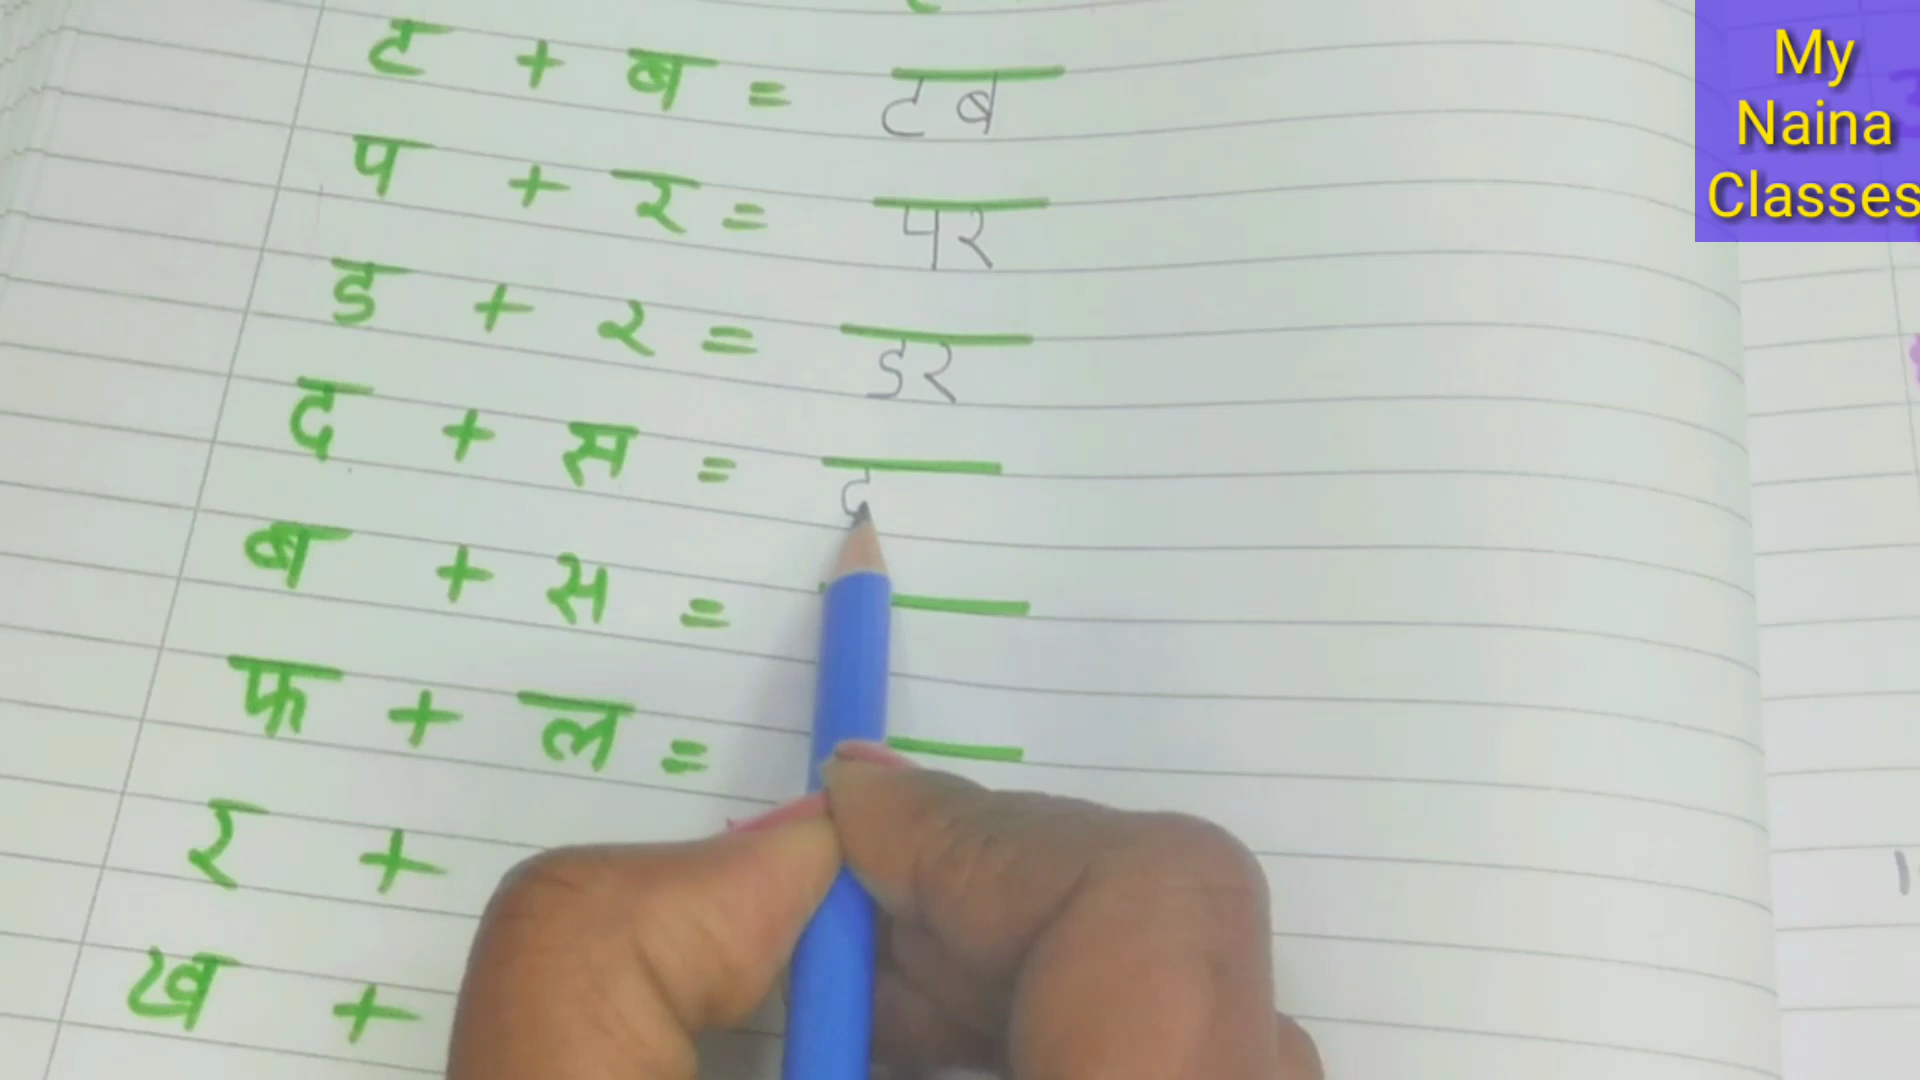 ट + ब = टब
प + र = पर
ड + र = डर
द + स = द
ब + स =
फ + ल =
र +
ख +
My
Naina
Classes